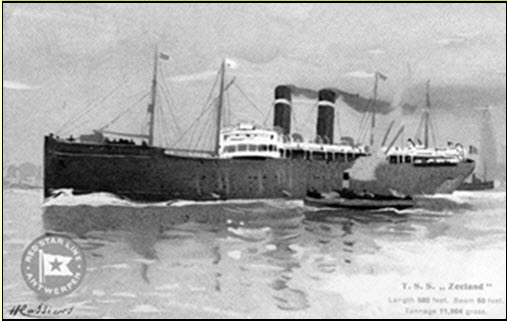 RED STAR LINE
ANTWERPEN
T. S. S. „ Zeeland "
Length 580 feet. Beam 60 feet.
Tonnage 11,904 gross.